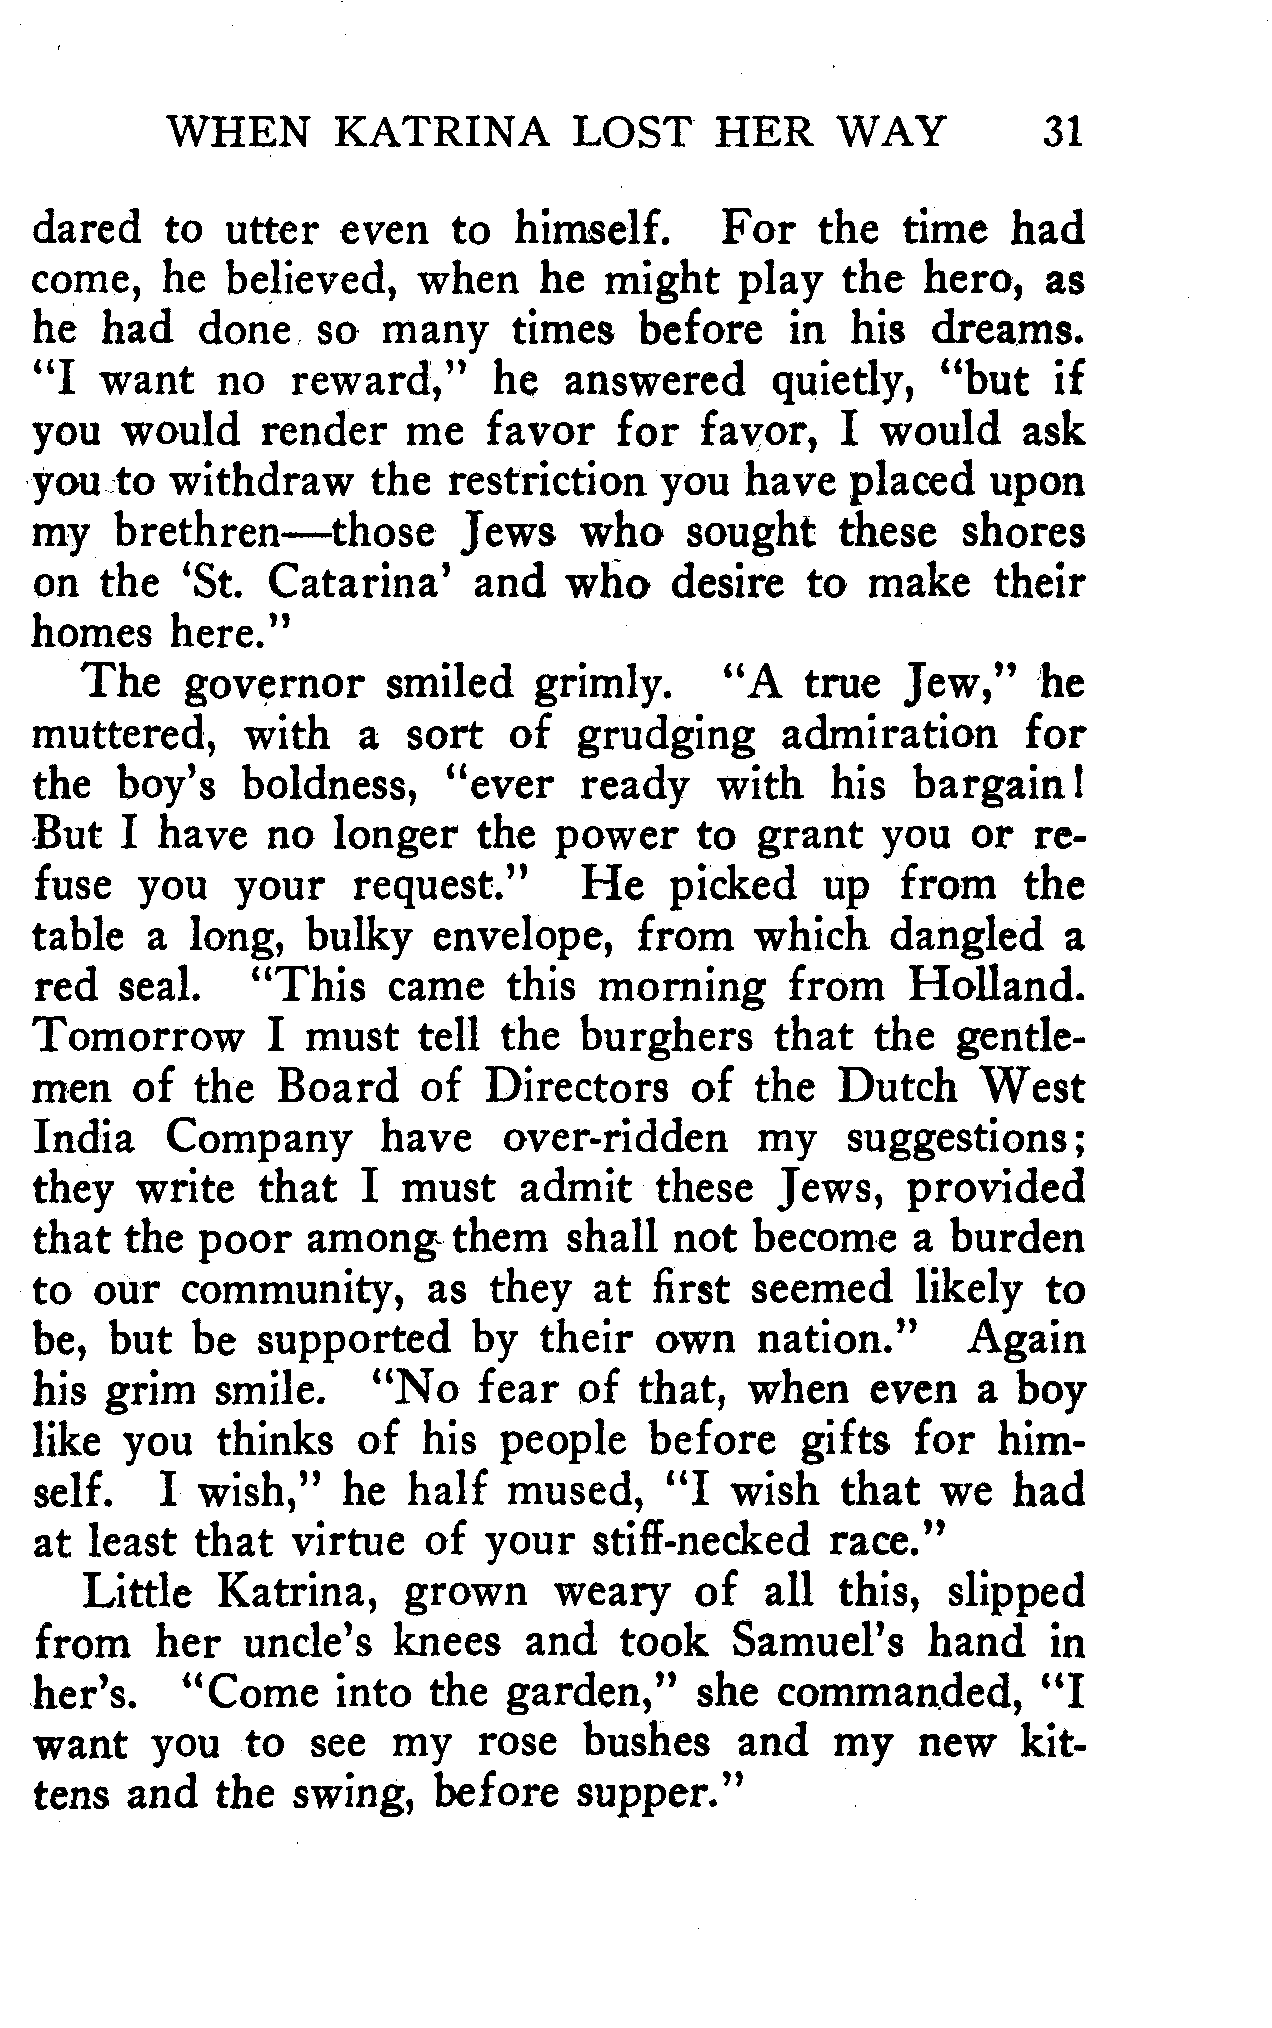 WHEN KATRINA LOST HER WAY 31
dared to utter even to himself. For the time had
come, he believed, when he might play the hero, as
he had done so many times before in his dreams.
“I want no reward,” he answered quietly, “but if
you would render me favor for favor, I would ask
you to withdraw the restriction you have placed upon
my brethren—those Jews who sought these shores
on the ‘St. Catarina’ and who desire to make their
homes here.”
The governor smiled grimly. “A true Jew,” he
muttered, with a sort of grudging admiration for
the boy’s boldness, “ever ready with his bargain!
But I have no longer the power to grant you or re-
fuse you your request.” He picked up from the
table a long, bulky envelope, from which dangled a
red seal. “This came this morning from Holland.
Tomorrow I must tell the burghers that the gentle-
men of the Board of Directors of the Dutch West
India Company have over-ridden my suggestions;
they write that I must admit these Jews, provided
that the poor among them shall not become a burden
to our community, as they at first seemed likely to
be, but be supported by their own nation.” Again
his grim smile. “No fear of that, when even a boy
like you thinks of his people before gifts for him-
self. I wish,” he half mused, “I wish that we had
at least that virtue of your stiff-necked race.”
Little Katrina, grown weary of all this, slipped
from her uncle’s knees and took Samuel’s hand in
her’s. “Come into the garden,” she commanded, “I
want you to see my rose bushes and my new kit-
tens and the swing, before supper.”